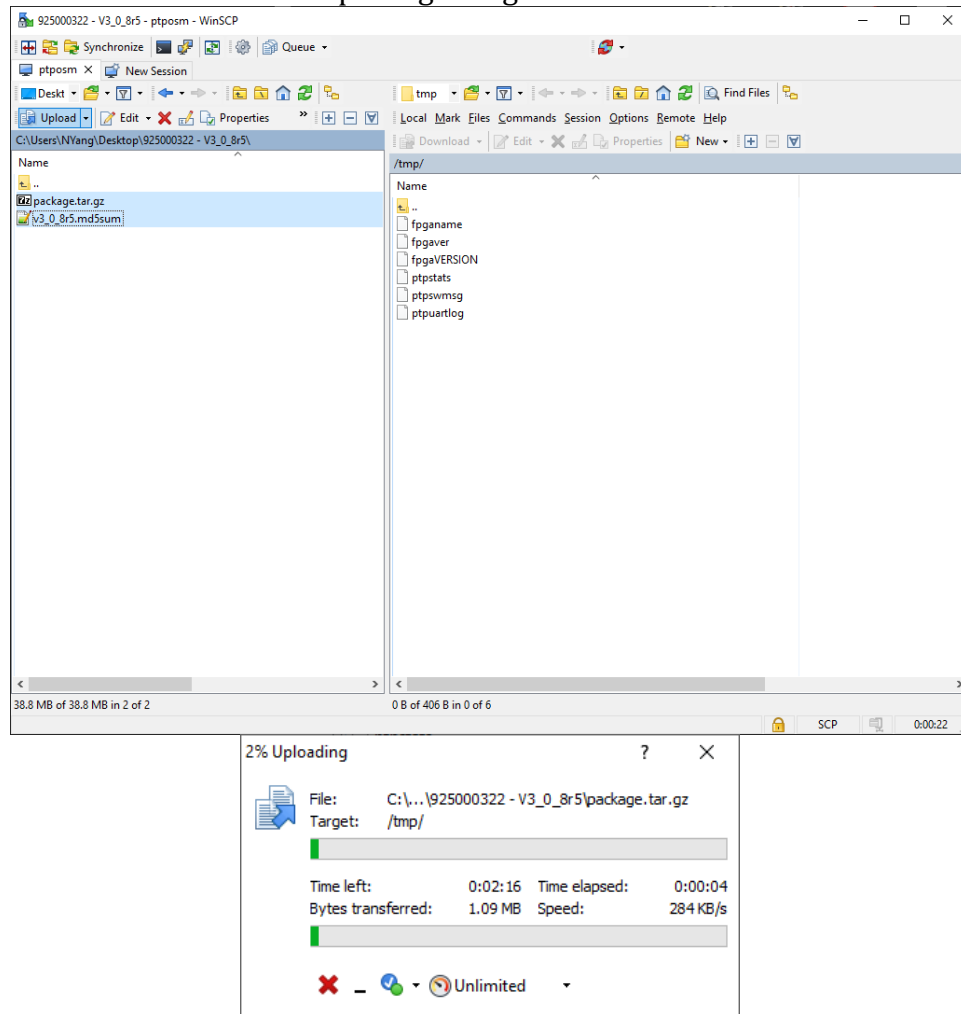 925000322 - V3_0_8r5 - ptposm - WinSCP
Synchronize Queue
ptposm X New Session
Deskt
Upload Edit Properties »
C:\Users\NYang\Desktop\925000322 - V3_0_8r5\
Name
..
package.tar.gz
v3_0_8r5.md5sum
38.8 MB of 38.8 MB in 2 of 2
tmp Find Files
Local Mark Files Commands Session Options Remote Help
Download Edit Properties New
/tmp/
Name
..
fpganame
fpgaver
fpgaVERSION
ptpstats
ptpswmsg
ptpuartlog
0 B of 406 B in 0 of 6
SCP 0:00:22
2% Uploading ?
File: C:\...\925000322 - V3_0_8r5\package.tar.gz
Target: /tmp/
Time left: 0:02:16 Time elapsed: 0:00:04
Bytes transferred: 1.09 MB Speed: 284 KB/s
Unlimited